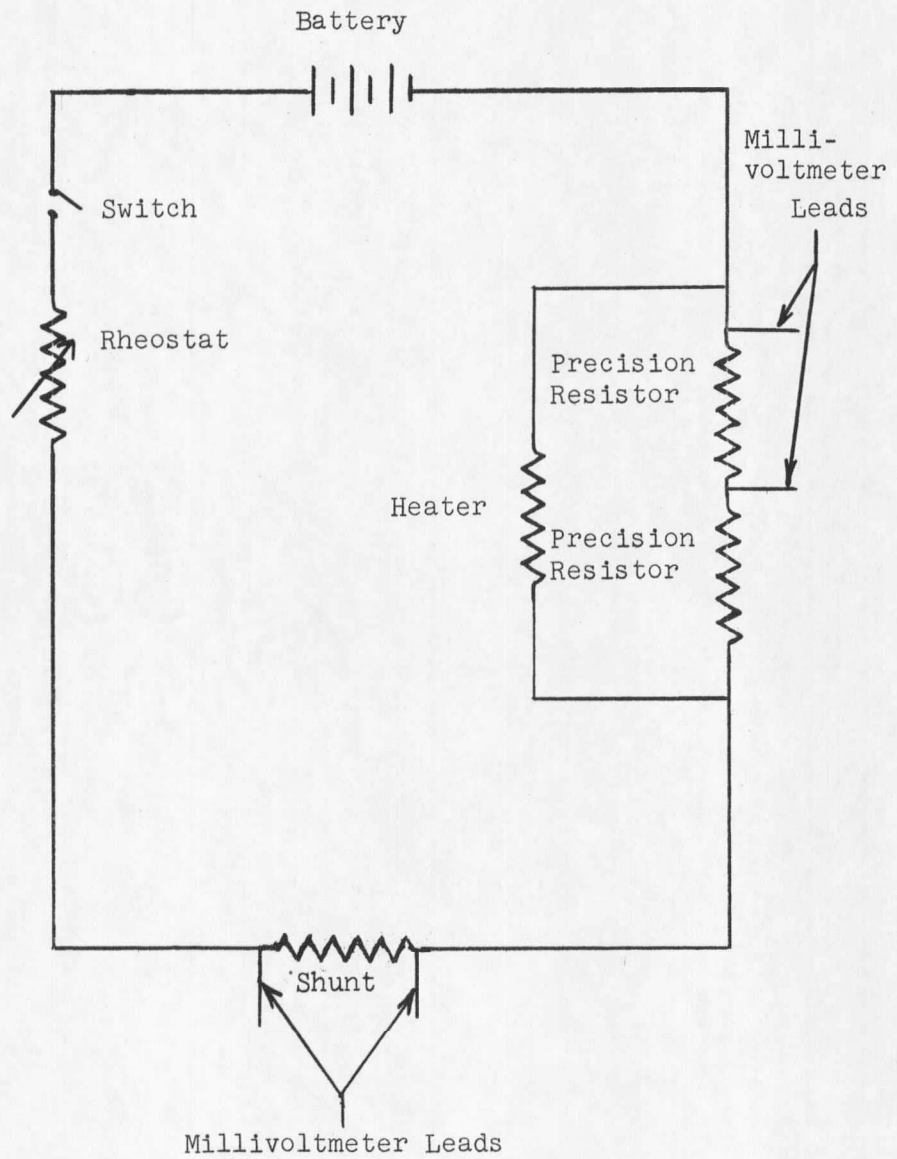 Battery
Milli-
voltmeter
Leads
Switch
Rheostat
Precision
Resistor
Heater
Precision
Resistor
Shunt
Millivoltmeter Leads